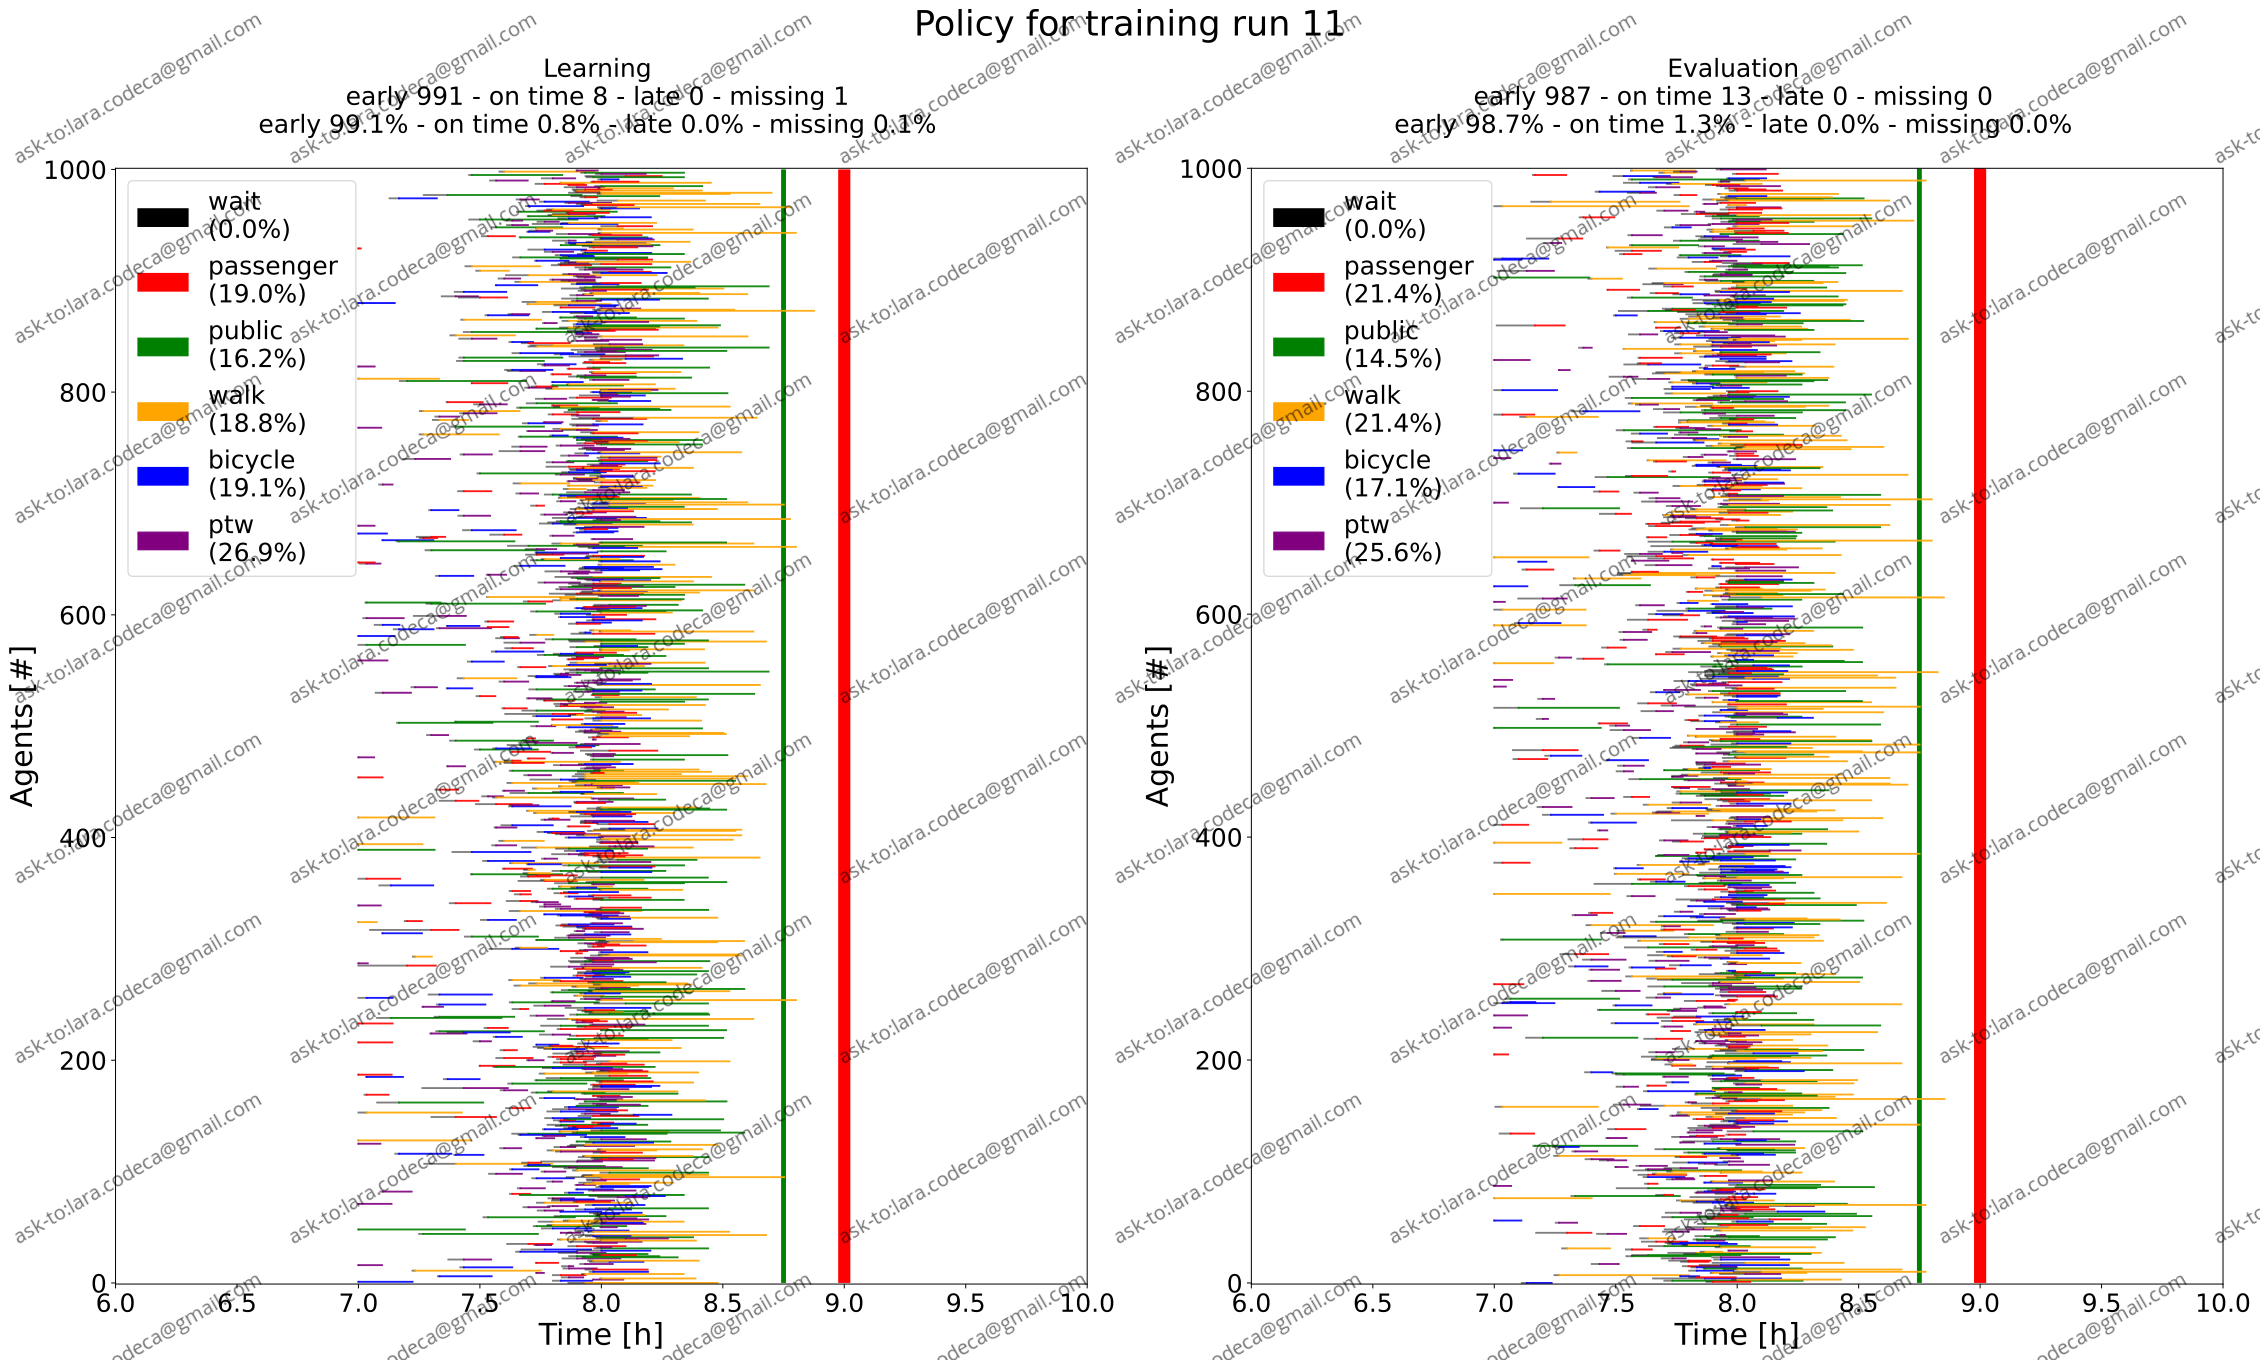 Policy for training run 11
Learning
early 991 - on time 8 - late 0 - missing 1
early 99.1% - on time 0.8% - late 0.0% - missing 0.1%
1000
800
600
400
200
0
Agents [#]
wait
(0.0%)
passenger
(19.0%)
public
(16.2%)
walk
(18.8%)
bicycle
(19.1%)
ptw
(26.9%)
6.0 6.5 7.0 7.5 8.0 8.5 9.0 9.5 10.0
Time [h]
Evaluation
early 987 - on time 13 - late 0 - missing 0
early 98.7% - on time 1.3% - late 0.0% - missing 0.0%
1000
800
600
400
200
0
Agents [#]
wait
(0.0%)
passenger
(21.4%)
public
(14.5%)
walk
(21.4%)
bicycle
(17.1%)
ptw
(25.6%)
6.0 6.5 7.0 7.5 8.0 8.5 9.0 9.5 10.0
Time [h]
ask-to:lara.codeca@gmail.com